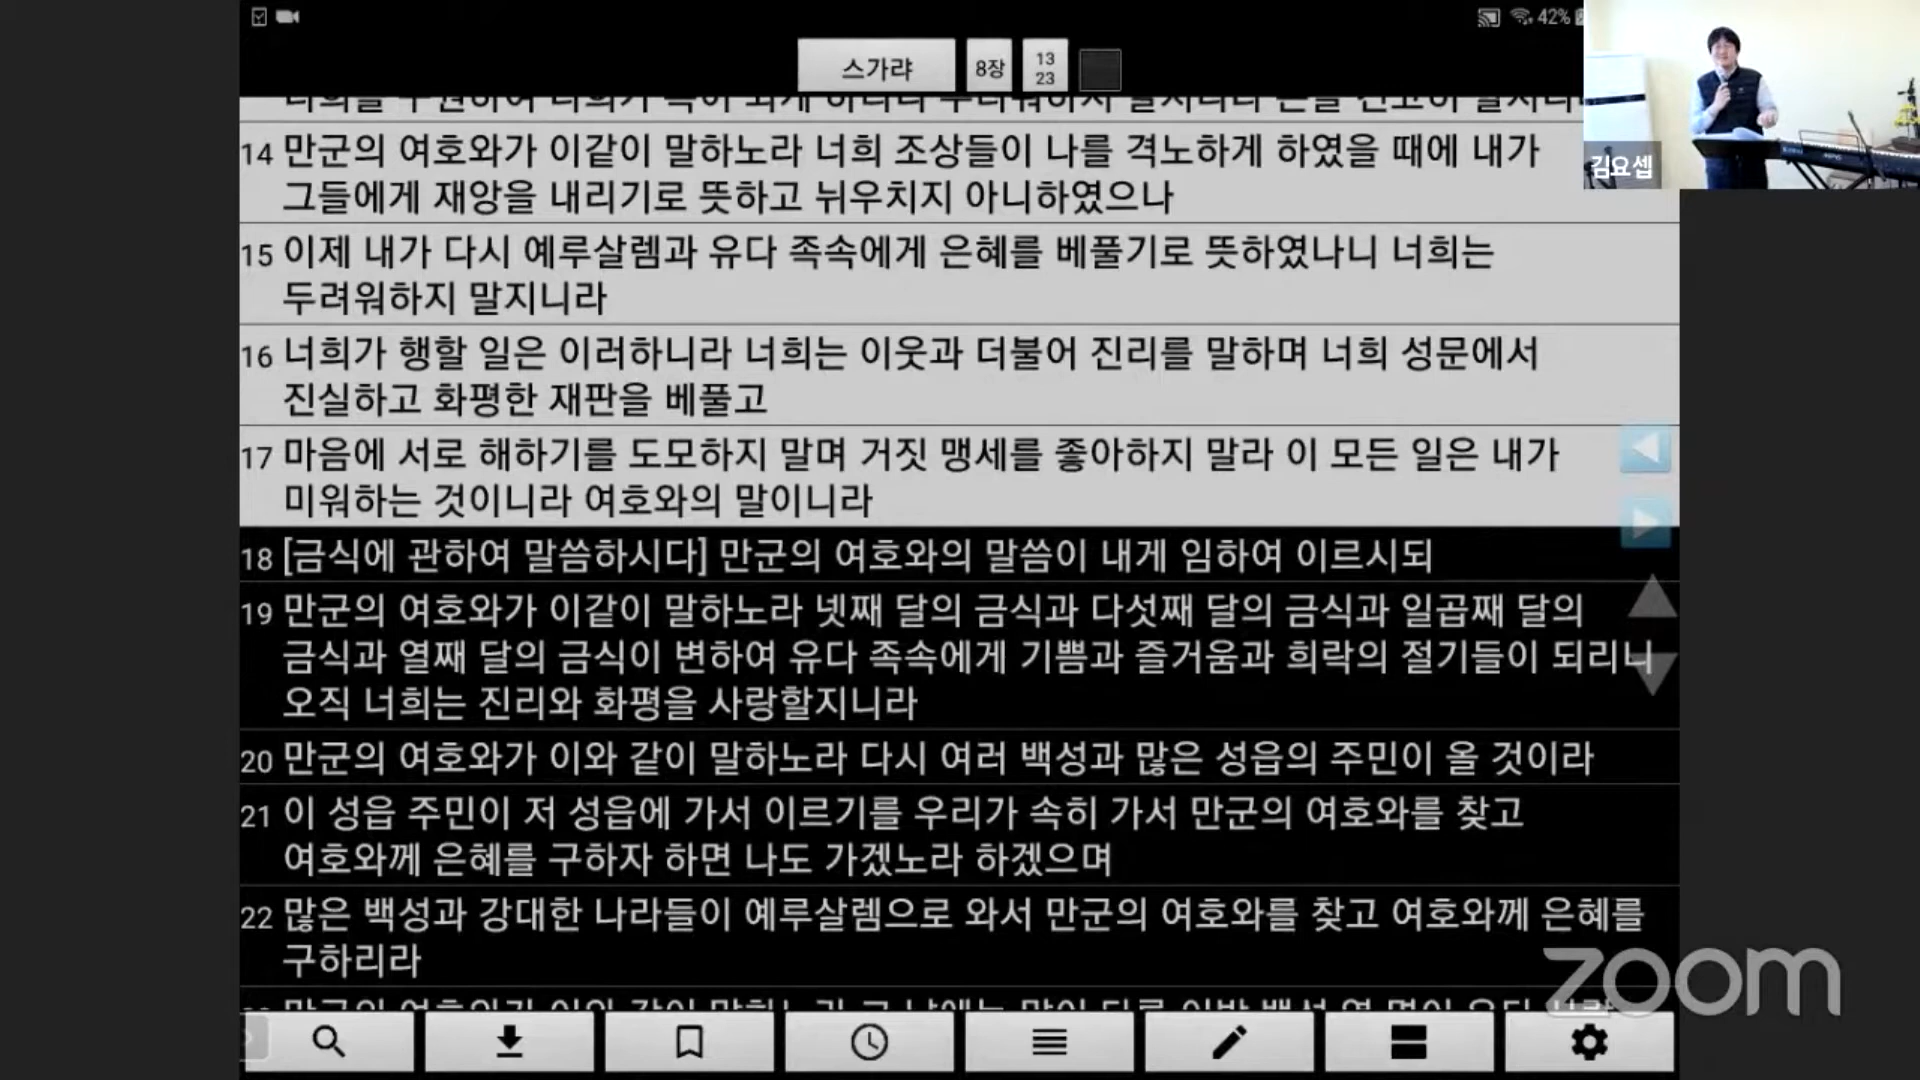 42%
스가랴
8장
13
23
김요셉
14 만군의 여호와가 이같이 말하노라 너희 조상들이 나를 격노하게 하였을 때에 내가
그들에게 재앙을 내리기로 뜻하고 뉘우치지 아니하였으나
15 이제 내가 다시 예루살렘과 유다 족속에게 은혜를 베풀기로 뜻하였나니 너희는
두려워하지 말지니라
16 너희가 행할 일은 이러하니라 너희는 이웃과 더불어 진리를 말하며 너희 성문에서
진실하고 화평한 재판을 베풀고
17 마음에 서로 해하기를 도모하지 말며 거짓 맹세를 좋아하지 말라 이 모든 일은 내가
미워하는 것이니라 여호와의 말이니라
18 [금식에 관하여 말씀하시다] 만군의 여호와의 말씀이 내게 임하여 이르시되
19 만군의 여호와가 이같이 말하노라 넷째 달의 금식과 다섯째 달의 금식과 일곱째 달의
금식과 열째 달의 금식이 변하여 유다 족속에게 기쁨과 즐거움과 희락의 절기들이 되리니
오직 너희는 진리와 화평을 사랑할지니라
20 만군의 여호와가 이와 같이 말하노라 다시 여러 백성과 많은 성읍의 주민이 올 것이라
21 이 성읍 주민이 저 성읍에 가서 이르기를 우리가 속히 가서 만군의 여호와를 찾고
여호와께 은혜를 구하자 하면 나도 가겠노라 하겠으며
22 많은 백성과 강대한 나라들이 예루살렘으로 와서 만군의 여호와를 찾고 여호와께 은혜를
구하리라
zoom